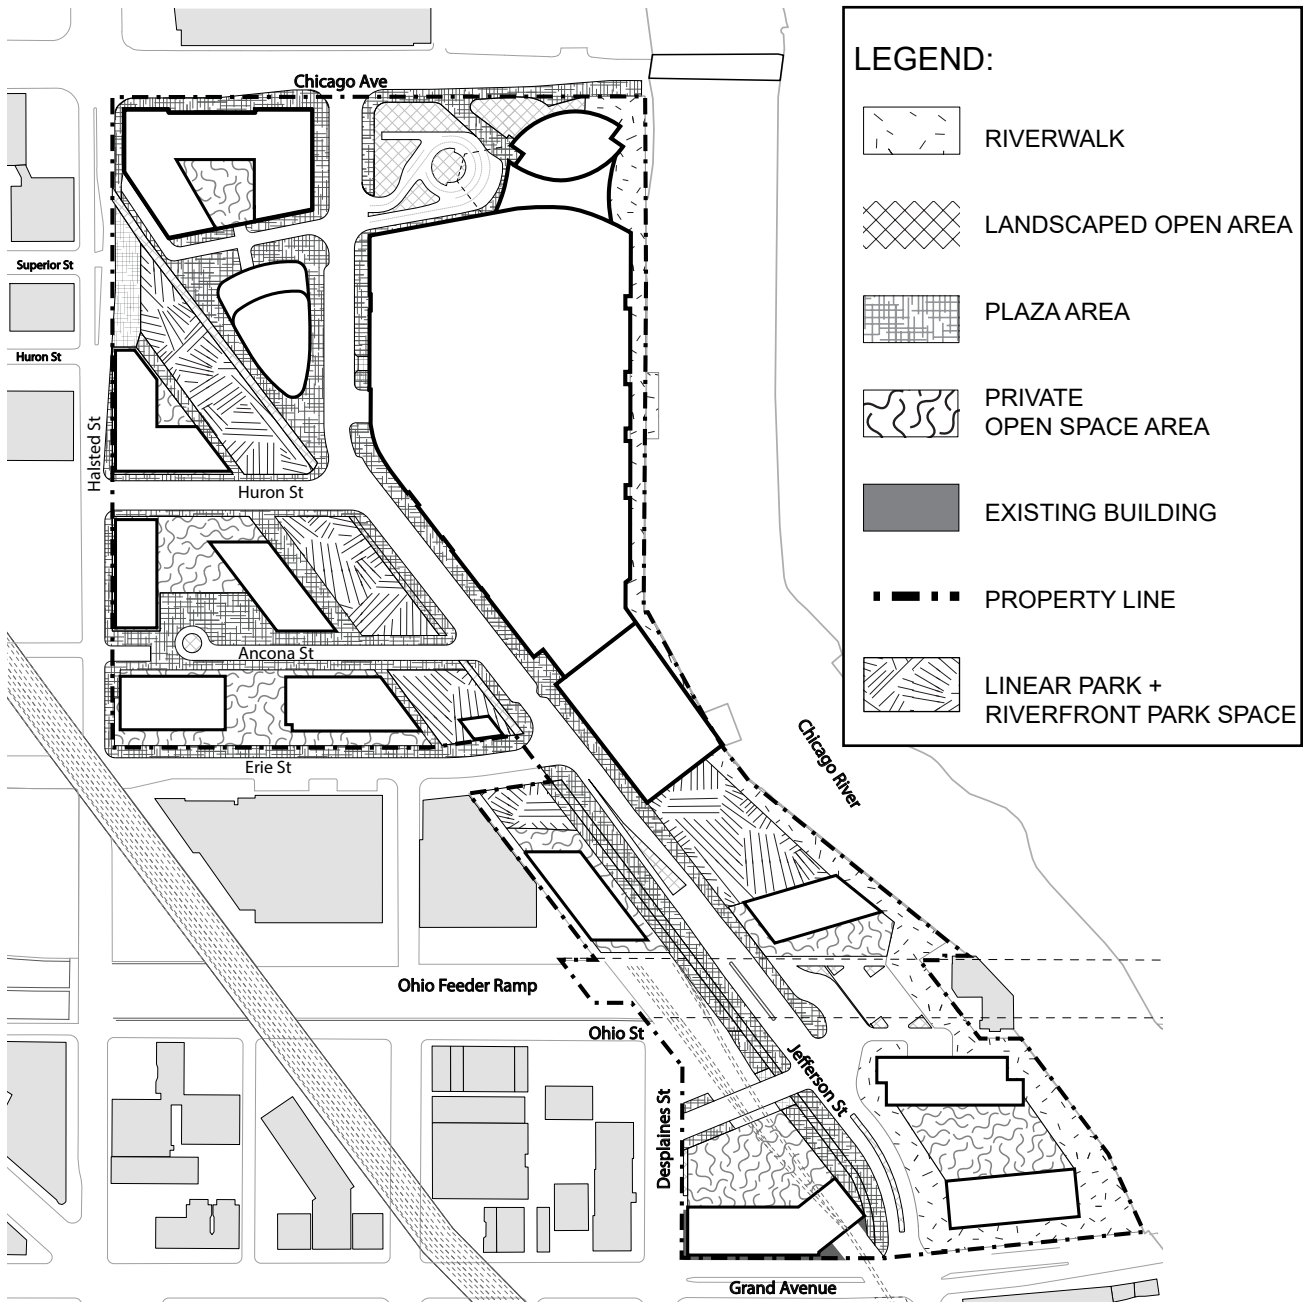 Chicago Ave
LEGEND:
RIVERWALK
LANDSCAPED OPEN AREA
PLAZA AREA
PRIVATE
OPEN SPACE AREA
EXISTING BUILDING
PROPERTY LINE
LINEAR PARK +
RIVERFRONT PARK SPACE
Superior St
Huron St
Halsted St
Huron St
Ancona St
Erie St
Chicago River
Ohio Feeder Ramp
Ohio St
Jefferson St
Desplaines St
Grand Avenue